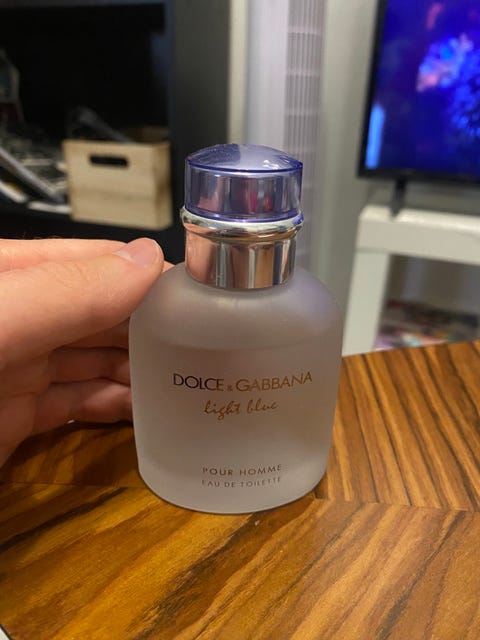 DOLCE & GABBANA
light blue
POUR HOMME
EAU DE TOILETTE